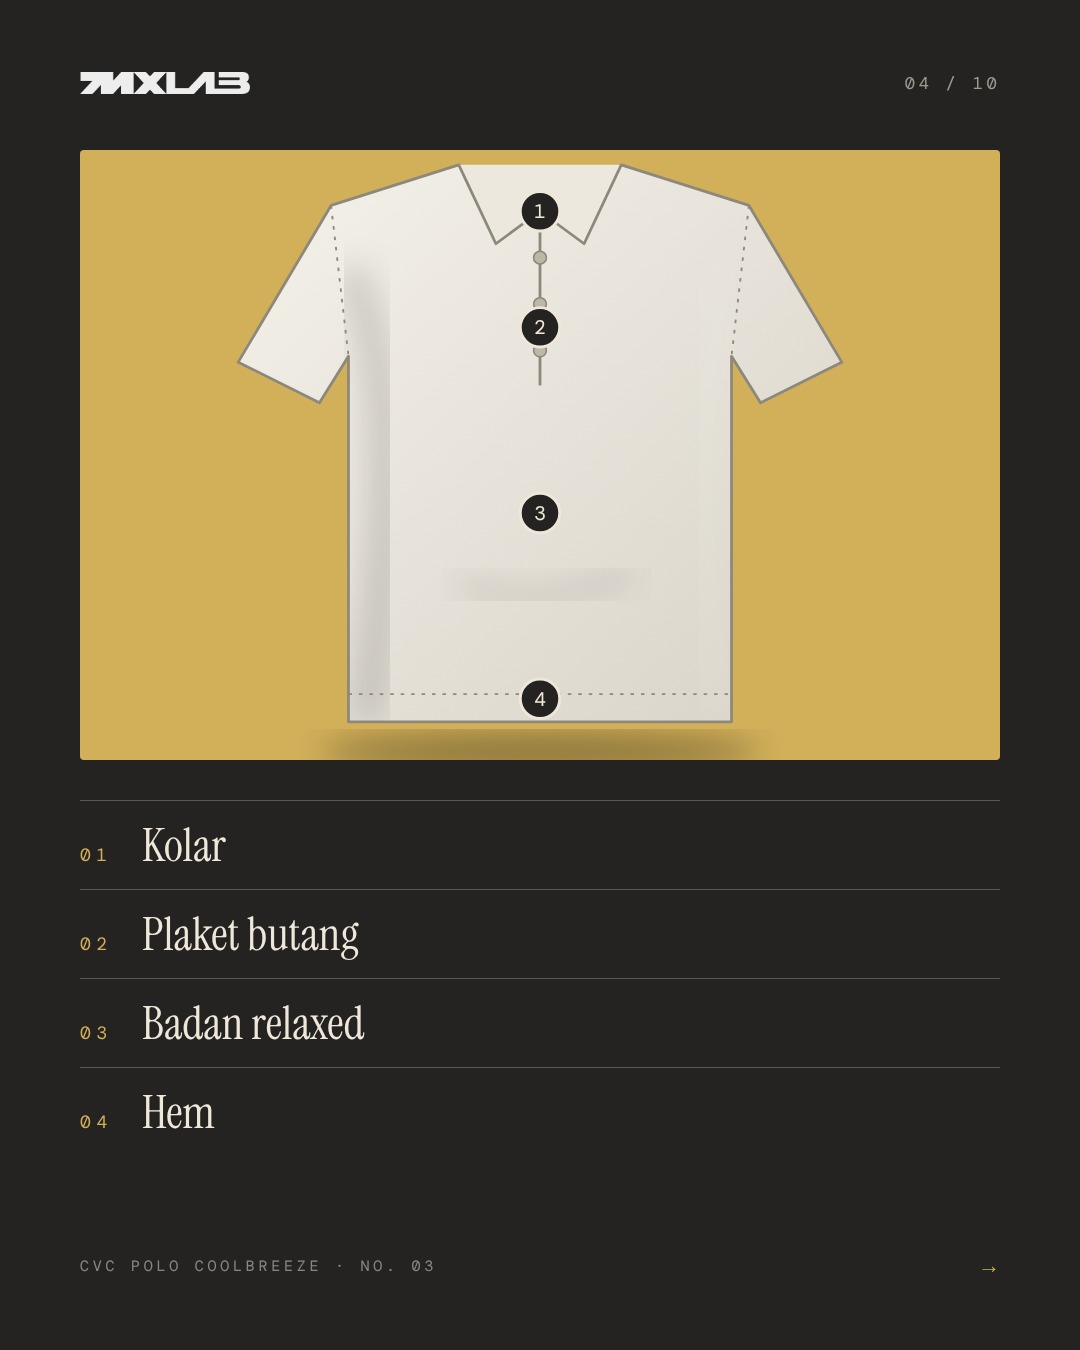 MXLAB
04 / 10
1
2
3
4
01 Kolar
02 Plaket butang
03 Badan relaxed
04 Hem
CVC POLO COOLBREEZE · NO. 03
→